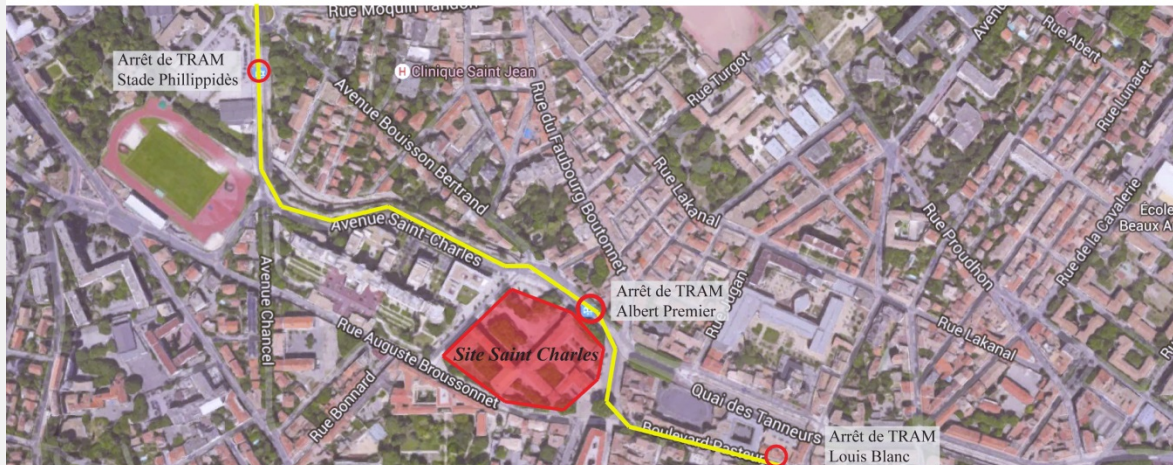 Rue Moquin Tandon
Arrêt de TRAM
Stade Phillippidès
H Clinique Saint Jean
Avenue Bouisson Bertrand
Rue du Faubourg Boutonnet
Rue Turgot
Rue Lakanal
Avenue
Rue Abert
Rue Lunaret
Rue Proudhon
Rue de la Cavalerie
École
Beaux A
Avenue Saint-Charles
Avenue Chancel
Arrêt de TRAM
Albert Premier
Site Saint Charles
Rue Lakanal
Rue Auguste Broussonnet
Rue Bonnard
Quai des Tanneurs
Boulevard Pasteur
Arrêt de TRAM
Louis Blanc